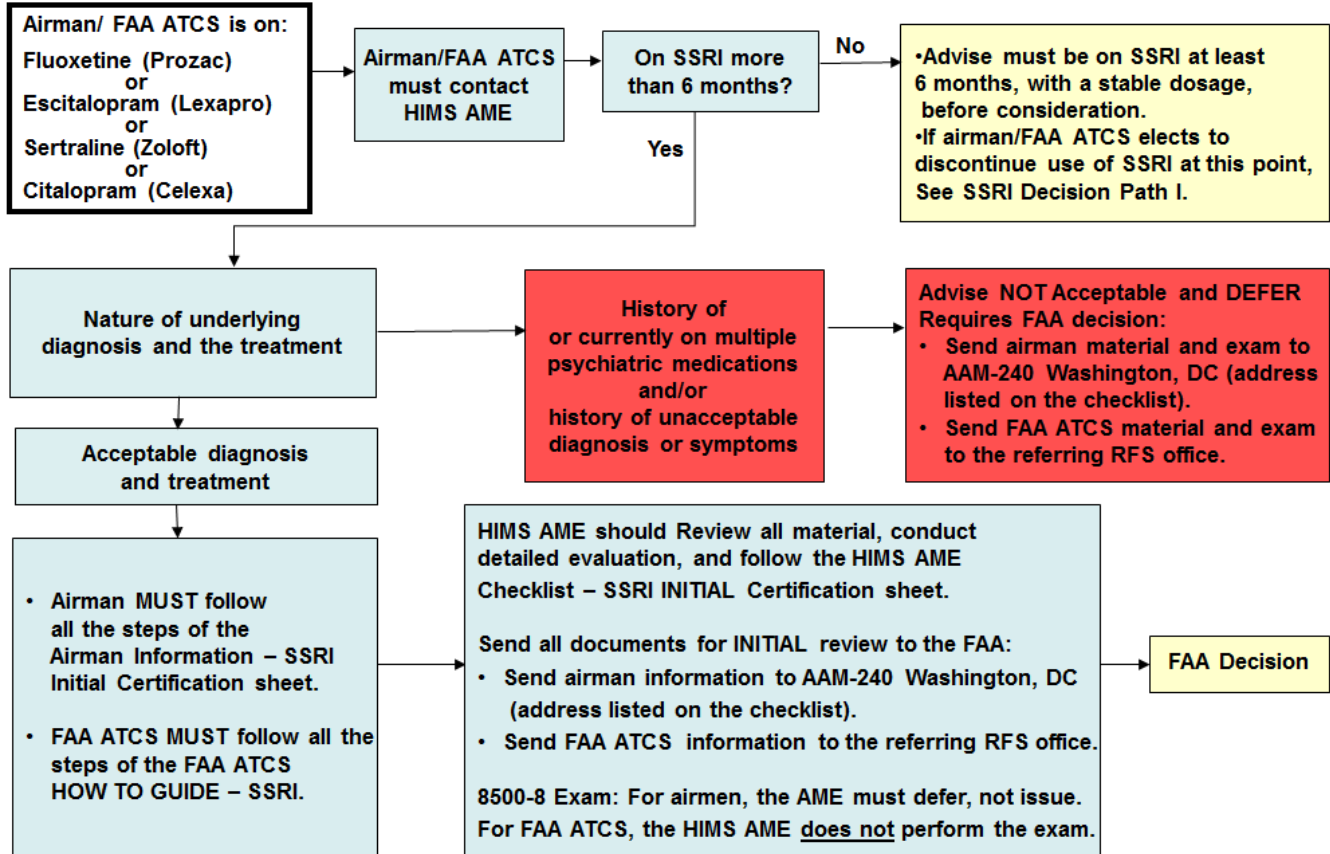 Airman/ FAA ATCS is on:
Fluoxetine (Prozac)
or
Escitalopram (Lexapro)
or
Sertraline (Zoloft)
or
Citalopram (Celexa)
Airman/FAA ATCS
must contact
HIMS AME
On SSRI more
than 6 months?
No
•Advise must be on SSRI at least
6 months, with a stable dosage,
before consideration.
•If airman/FAA ATCS elects to
discontinue use of SSRI at this point,
See SSRI Decision Path I.
Yes
Nature of underlying
diagnosis and the treatment
History of
or currently on multiple
psychiatric medications
and/or
history of unacceptable
diagnosis or symptoms
Advise NOT Acceptable and DEFER
Requires FAA decision:
• Send airman material and exam to
AAM-240 Washington, DC (address
listed on the checklist).
• Send FAA ATCS material and exam
to the referring RFS office.
Acceptable diagnosis
and treatment
• Airman MUST follow
all the steps of the
Airman Information – SSRI
Initial Certification sheet.
• FAA ATCS MUST follow all the
steps of the FAA ATCS
HOW TO GUIDE – SSRI.
HIMS AME should Review all material, conduct
detailed evaluation, and follow the HIMS AME
Checklist – SSRI INITIAL Certification sheet.
Send all documents for INITIAL review to the FAA:
• Send airman information to AAM-240 Washington, DC
(address listed on the checklist).
• Send FAA ATCS information to the referring RFS office.
8500-8 Exam: For airmen, the AME must defer, not issue.
For FAA ATCS, the HIMS AME does not perform the exam.
FAA Decision